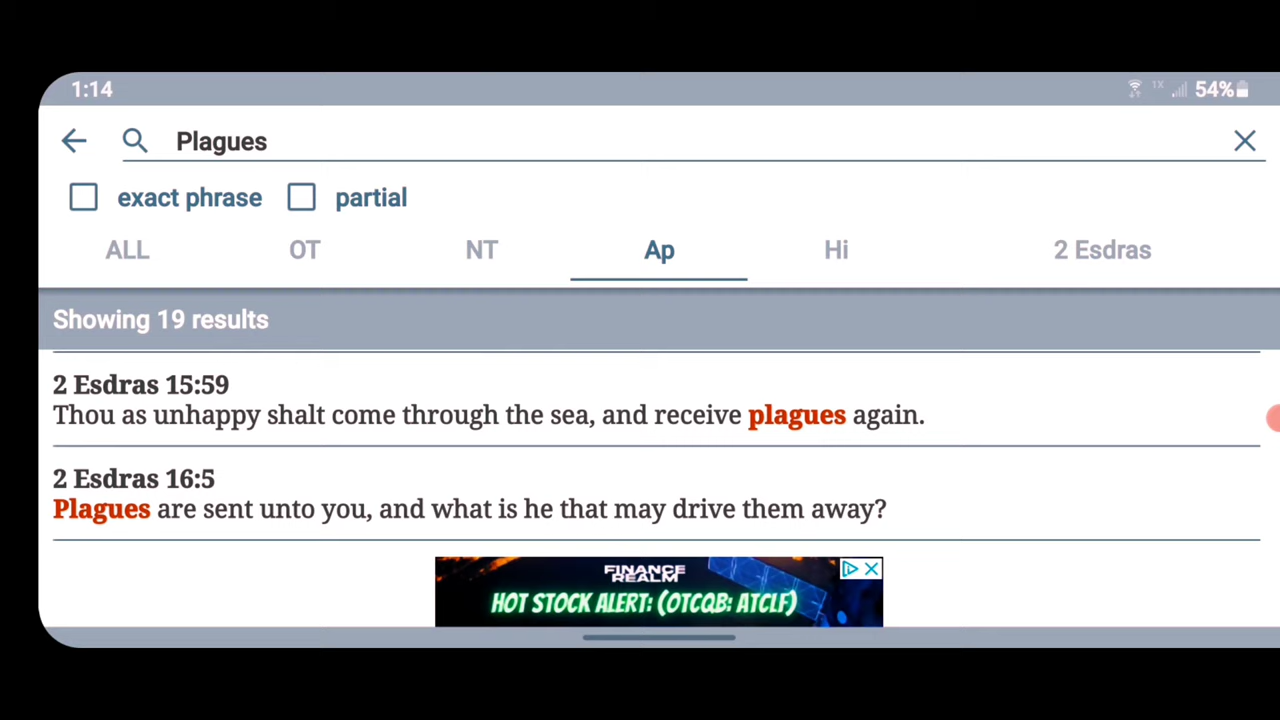 1:14
1X 54%
Plagues
exact phrase partial
ALL OT NT Ap Hi 2 Esdras
Showing 19 results
2 Esdras 15:59
Thou as unhappy shalt come through the sea, and receive plagues again.
2 Esdras 16:5
Plagues are sent unto you, and what is he that may drive them away?
FINANCE
REALM
HOT STOCK ALERT: (OTCQB: ATCLF)